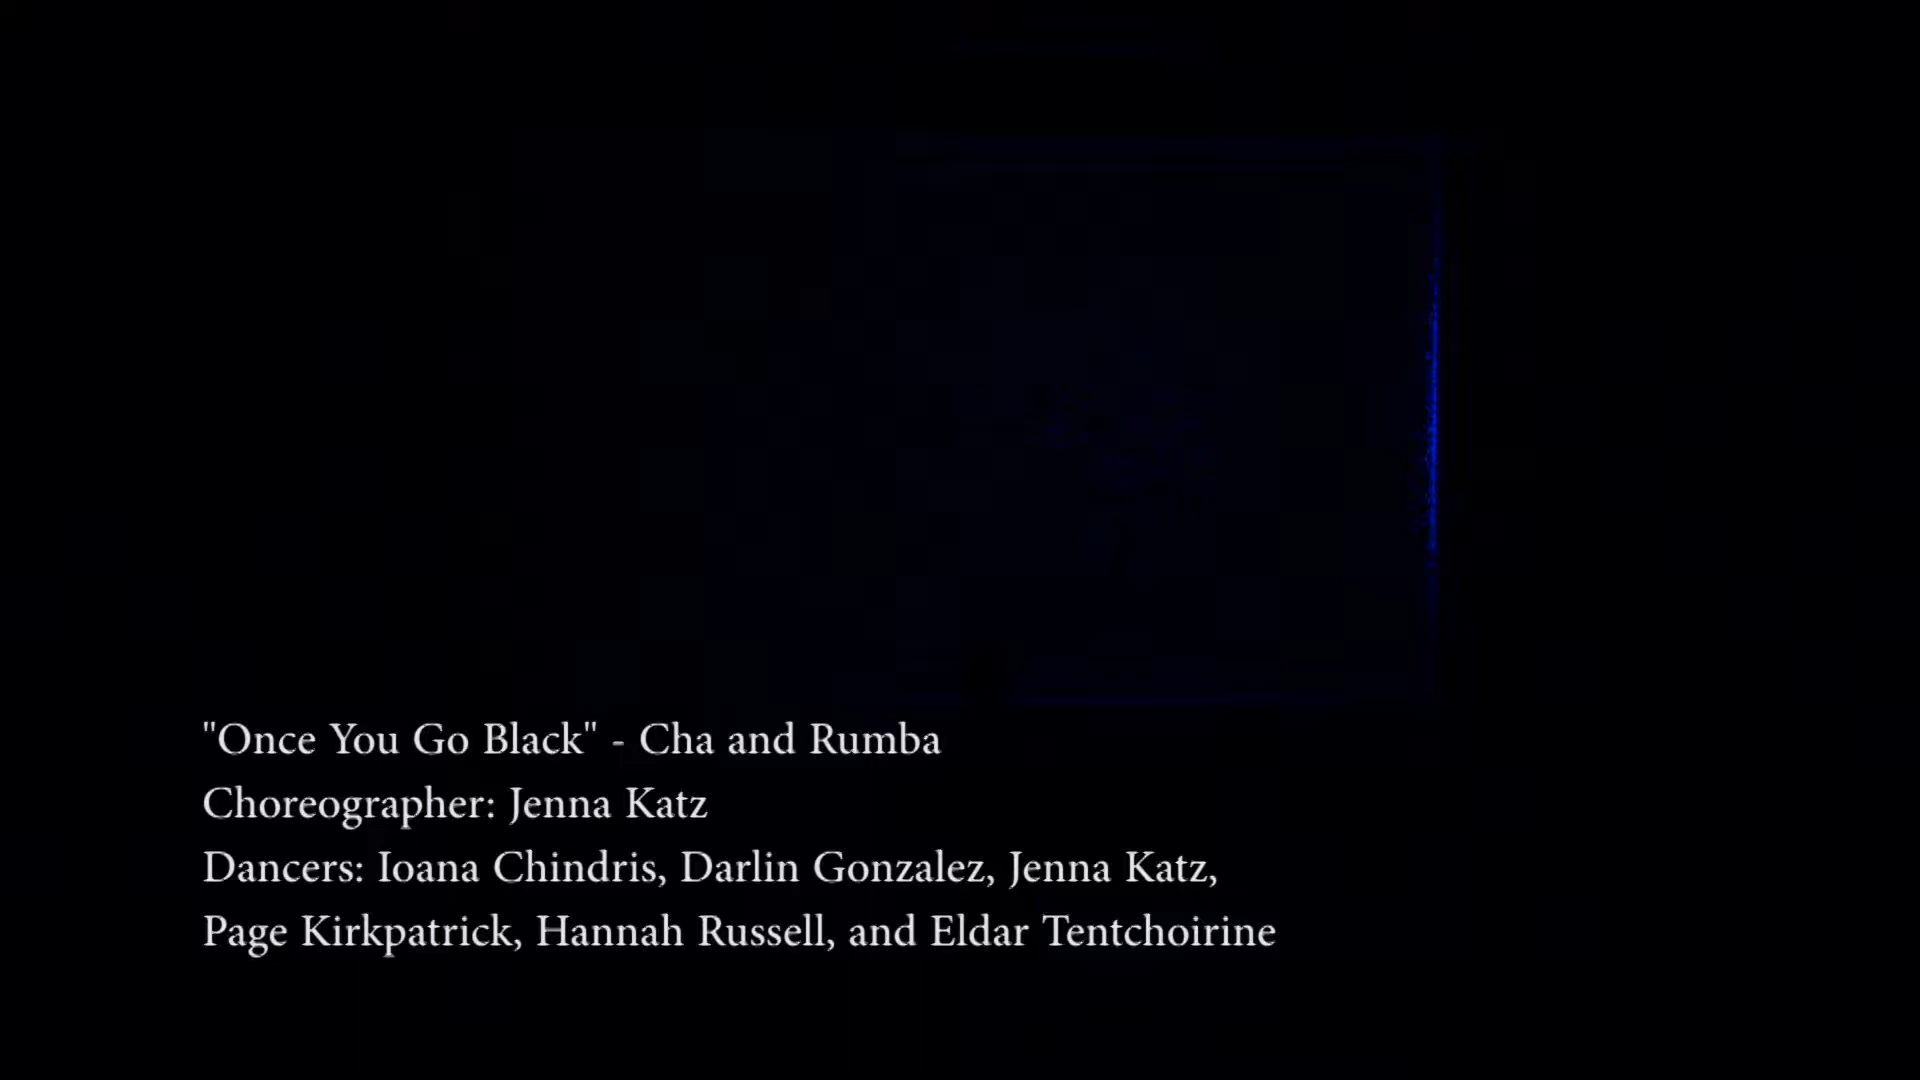 "Once You Go Black" - Cha and Rumba
Choreographer: Jenna Katz
Dancers: Ioana Chindris, Darlin Gonzalez, Jenna Katz,
Page Kirkpatrick, Hannah Russell, and Eldar Tentchoirine